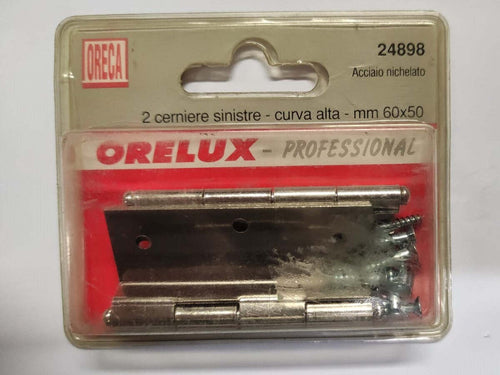 ORECA
24898
Acciaio nichelato
2 cerniere sinistre - curva alta - mm 60x50
ORELUX - PROFESSIONAL